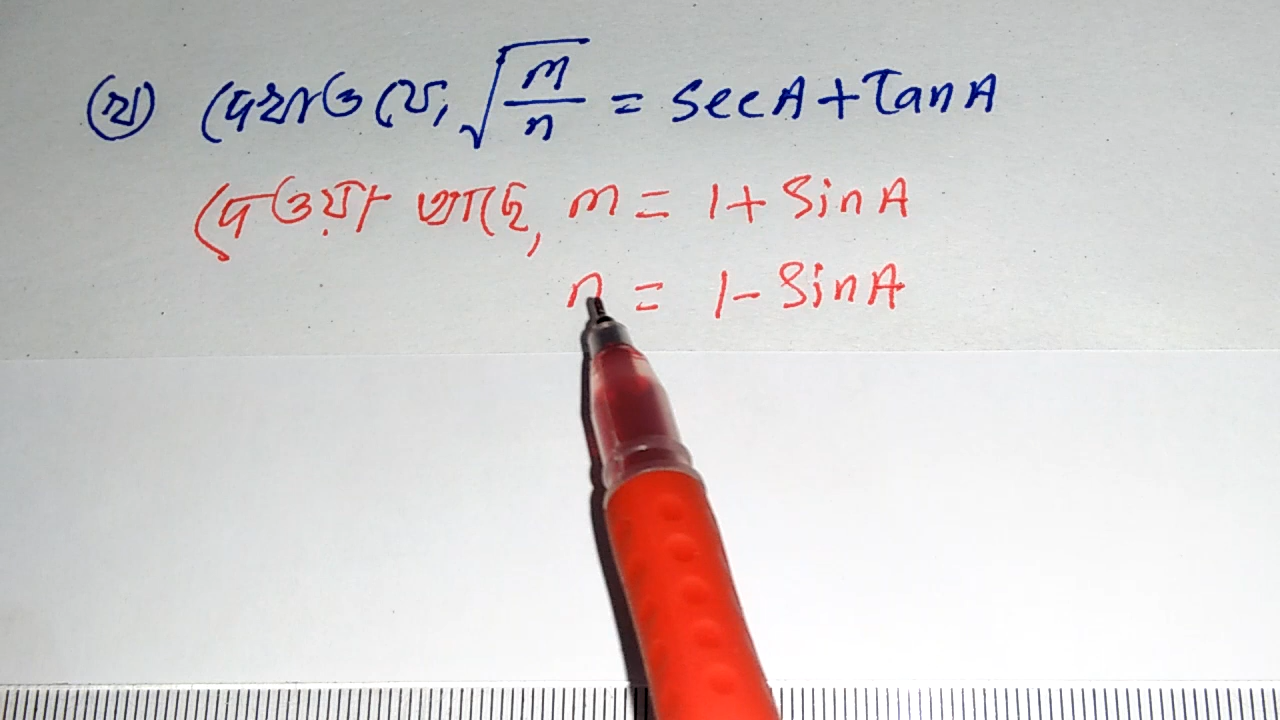 (খ) দেখাও যে, √(m/n) = secA + TanA
দেওয়া আছে, m = 1 + SinA
n = 1 - SinA